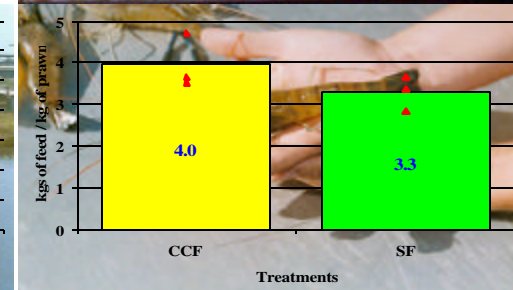 kgs of feed / kg of prawn
5
4
3
2
1
0
4.0
3.3
CCF
SF
Treatments